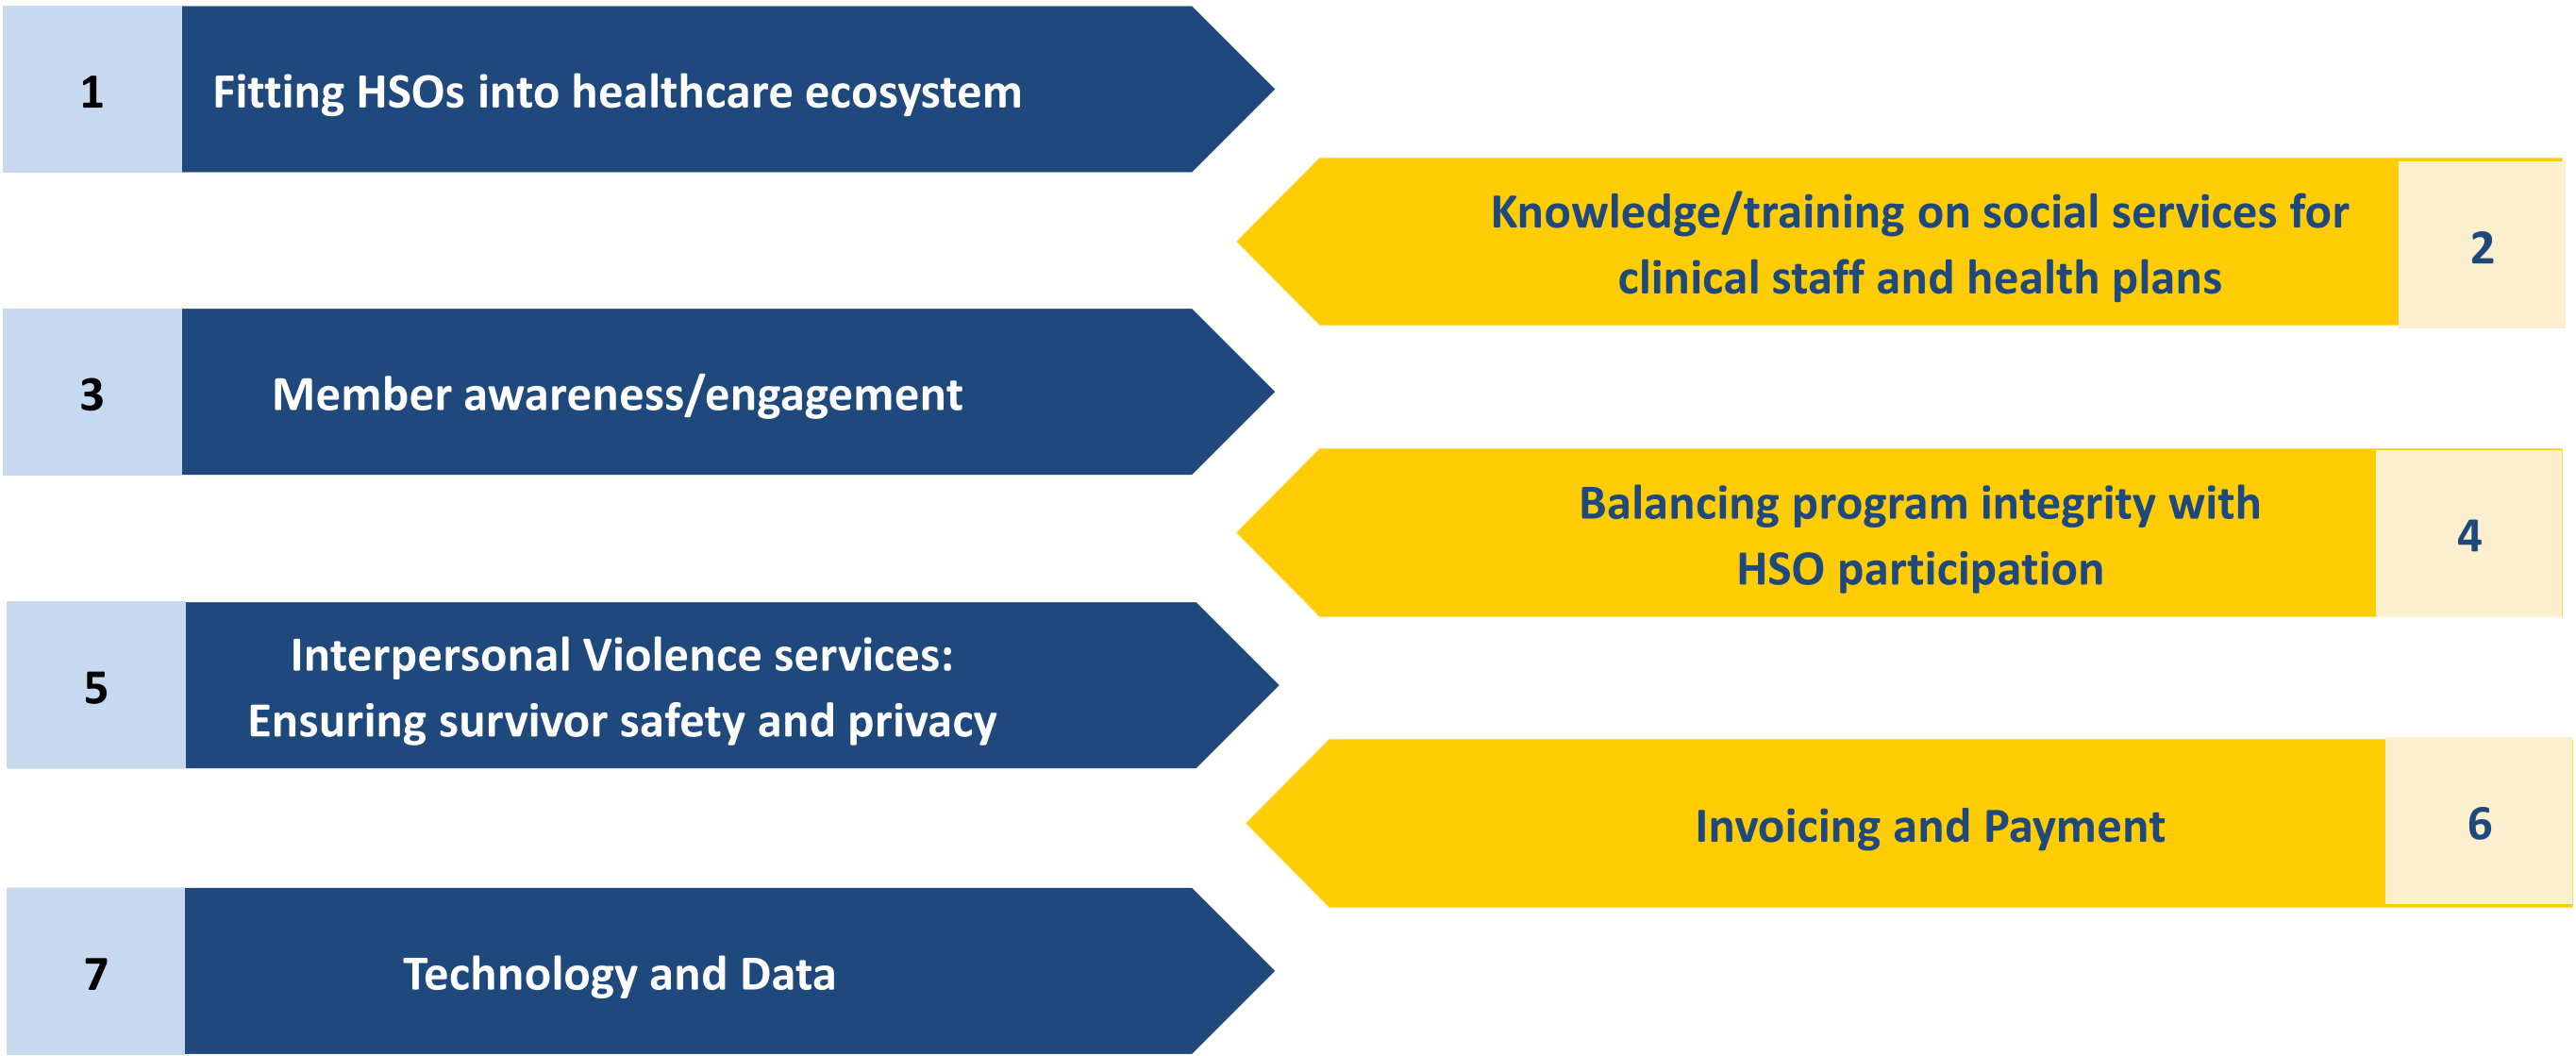 1
Fitting HSOs into healthcare ecosystem
Knowledge/training on social services for
clinical staff and health plans
2
3
Member awareness/engagement
Balancing program integrity with
HSO participation
4
5
Interpersonal Violence services:
Ensuring survivor safety and privacy
Invoicing and Payment
6
7
Technology and Data